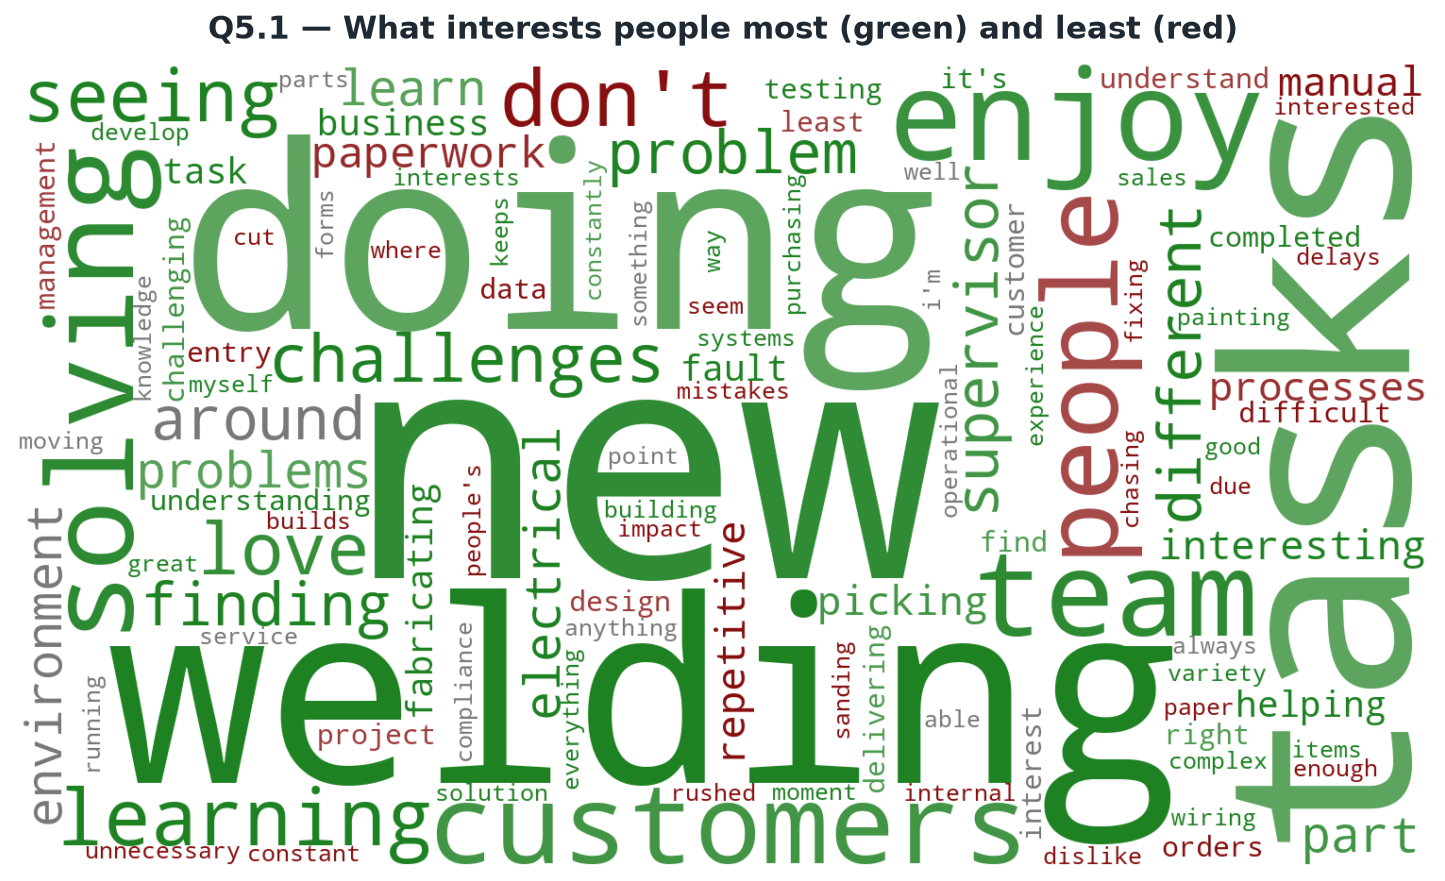 Q5.1 — What interests people most (green) and least (red)
seeing
parts
learn
don't
testing
it's
enjoy
understand
manual
interested
develop
business
least
paperwork
problem
task
interests
well
sales
management
solving
doing
cut
where
forms
keeps
constantly
something
way
purchasing
data
seem
i'm
supervisor
customer
people
different
completed
delays
tasks
challenging
knowledge
entry
myself
challenges
systems
fault
mistakes
fixing
painting
experience
processes
difficult
around
new
operational
moving
problems
understanding
builds
people's
point
building
impact
chasing
good
due
interesting
environment
great
love
fabricating
electrical
repetitive
find
team
finding
service
design
anything
picking
always
variety
welding
running
project
compliance
everything
sanding
delivering
able
paper
helping
right
complex
items
enough
learning
solution
customers
rushed
moment
internal
interest
wiring
part
unnecessary
constant
dislike
orders